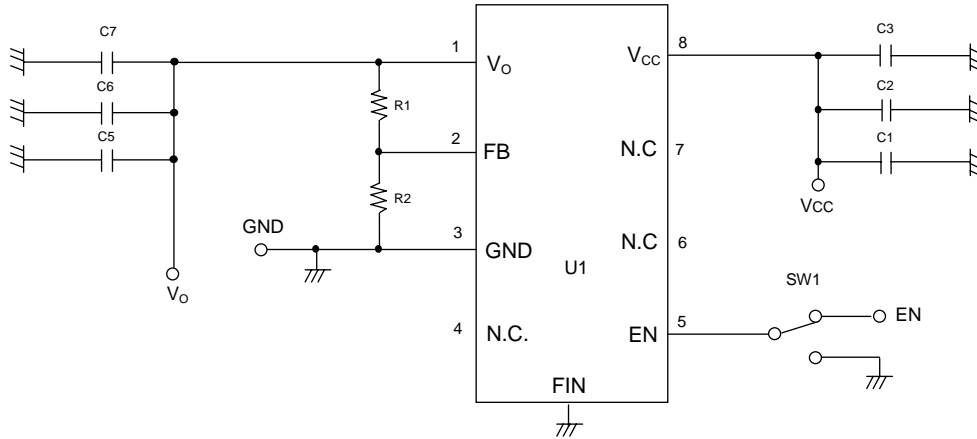 C7
C6
C5
1
V_O
R1
2
FB
R2
GND
3
GND
V_O
4
N.C.
FIN
U1
8
V_CC
C3
C2
C1
V_CC
N.C
7
N.C
6
SW1
EN
5
EN